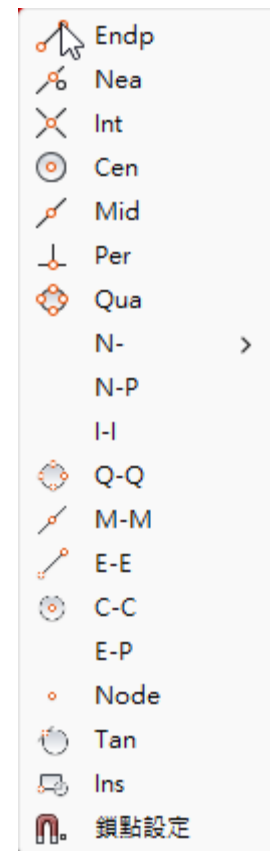 Endp
Nea
Int
Cen
Mid
Per
Qua
N-
N-P
I-I
Q-Q
M-M
E-E
C-C
E-P
Node
Tan
Ins
鎖點設定